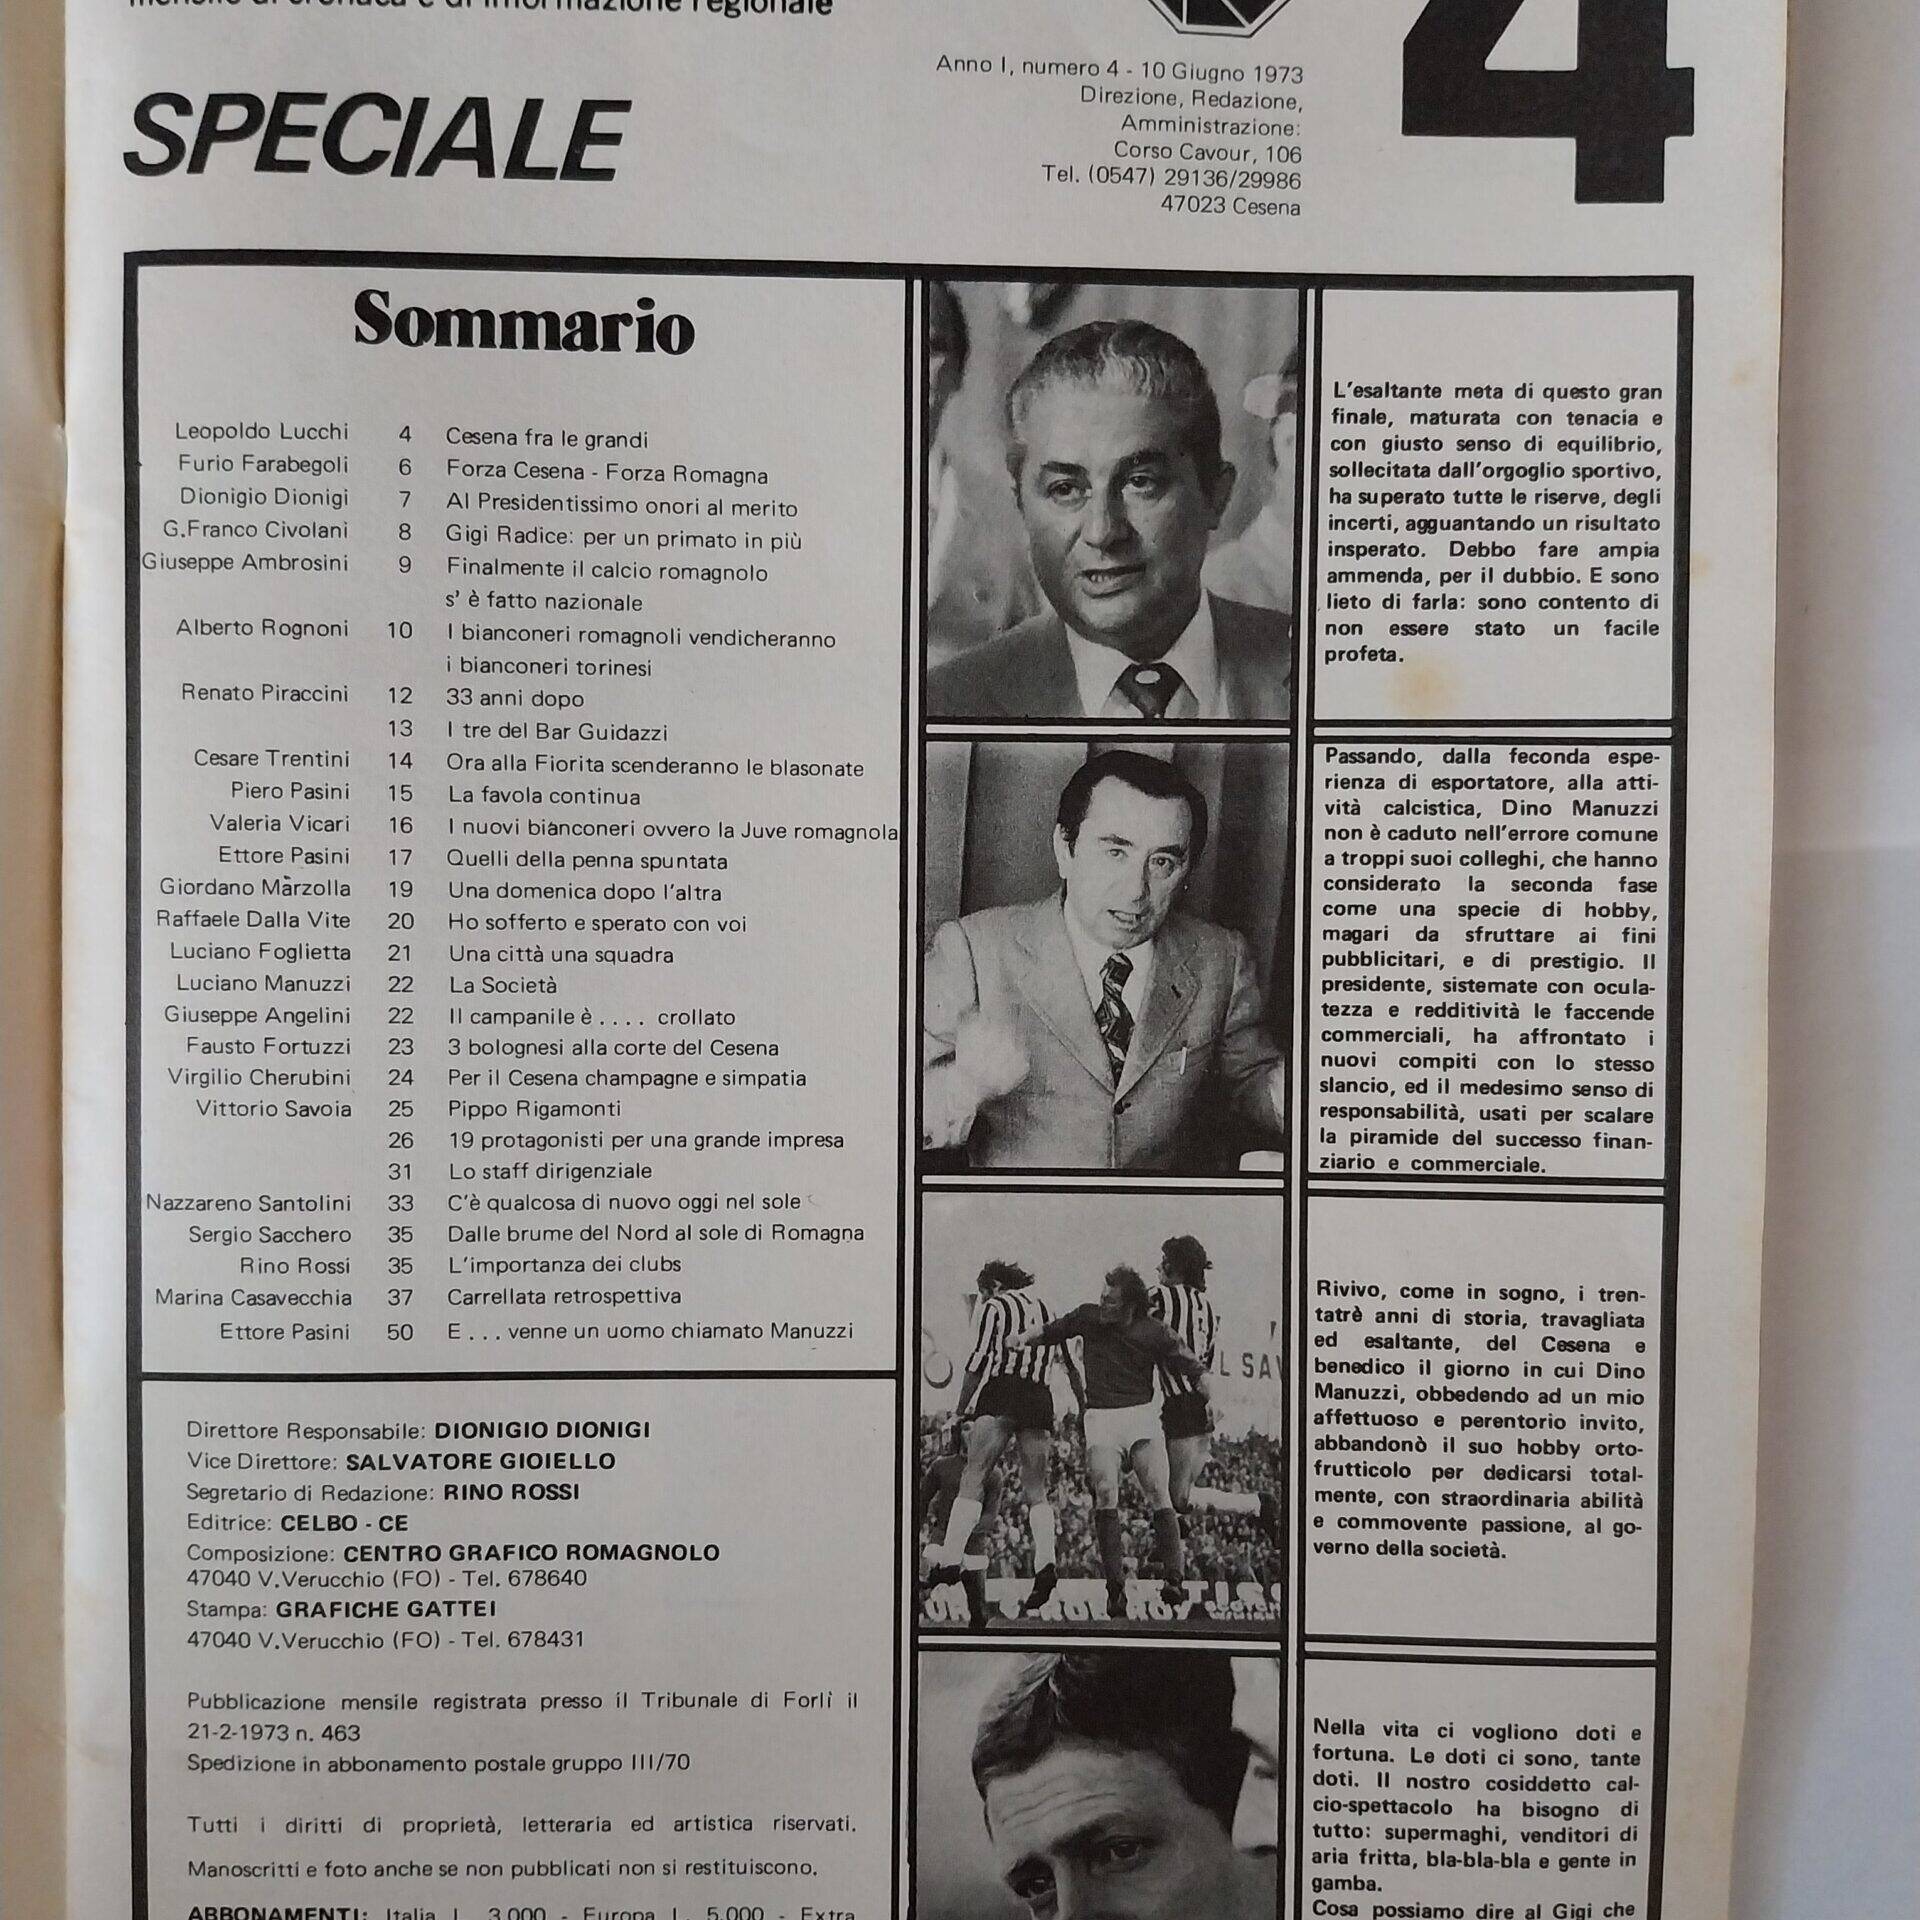 mensile di cronaca e di informazione regionale
SPECIALE
4
Anno I, numero 4 - 10 Giugno 1973
Direzione, Redazione,
Amministrazione:
Corso Cavour, 106
Tel. (0547) 29136/29986
47023 Cesena
Sommario
Leopoldo Lucchi 4 Cesena fra le grandi
Furio Farabegoli 6 Forza Cesena - Forza Romagna
Dionigio Dionigi 7 Al Presidentissimo onori al merito
G.Franco Civolani 8 Gigi Radice: per un primato in più
Giuseppe Ambrosini 9 Finalmente il calcio romagnolo
s' è fatto nazionale
Alberto Rognoni 10 I bianconeri romagnoli vendicheranno
i bianconeri torinesi
Renato Piraccini 12 33 anni dopo
13 I tre del Bar Guidazzi
Cesare Trentini 14 Ora alla Fiorita scenderanno le blasonate
Piero Pasini 15 La favola continua
Valeria Vicari 16 I nuovi bianconeri ovvero la Juve romagnola
Ettore Pasini 17 Quelli della penna spuntata
Giordano Marzolla 19 Una domenica dopo l'altra
Raffaele Dalla Vite 20 Ho sofferto e sperato con voi
Luciano Foglietta 21 Una città una squadra
Luciano Manuzzi 22 La Società
Giuseppe Angelini 22 Il campanile è . . . . crollato
Fausto Fortuzzi 23 3 bolognesi alla corte del Cesena
Virgilio Cherubini 24 Per il Cesena champagne e simpatia
Vittorio Savoia 25 Pippo Rigamonti
26 19 protagonisti per una grande impresa
31 Lo staff dirigenziale
Nazzareno Santolini 33 C'è qualcosa di nuovo oggi nel sole
Sergio Sacchero 35 Dalle brume del Nord al sole di Romagna
Rino Rossi 35 L'importanza dei clubs
Marina Casavecchia 37 Carrellata retrospettiva
Ettore Pasini 50 E . . . venne un uomo chiamato Manuzzi
Direttore Responsabile: DIONIGIO DIONIGI
Vice Direttore: SALVATORE GIOIELLO
Segretario di Redazione: RINO ROSSI
Editrice: CELBO - CE
Composizione: CENTRO GRAFICO ROMAGNOLO
47040 V.Verucchio (FO) - Tel. 678640
Stampa: GRAFICHE GATTEI
47040 V.Verucchio (FO) - Tel. 678431
Pubblicazione mensile registrata presso il Tribunale di Forlì il
21-2-1973 n. 463
Spedizione in abbonamento postale gruppo III/70
Tutti i diritti di proprietà, letteraria ed artistica riservati.
Manoscritti e foto anche se non pubblicati non si restituiscono.
ABBONAMENTI: Italia L. 3.000 - Europa L. 5.000 - Extra
L'esaltante meta di questo gran
finale, maturata con tenacia e
con giusto senso di equilibrio,
sollecitata dall'orgoglio sportivo,
ha superato tutte le riserve, degli
incerti, agguantando un risultato
insperato. Debbo fare ampia
ammenda, per il dubbio. E sono
lieto di farla: sono contento di
non essere stato un facile
profeta.
Passando, dalla feconda espe-
rienza di esportatore, alla atti-
vità calcistica, Dino Manuzzi
non è caduto nell'errore comune
a troppi suoi colleghi, che hanno
considerato la seconda fase
come una specie di hobby,
magari da sfruttare ai fini
pubblicitari, e di prestigio. Il
presidente, sistemate con ocula-
tezza e redditività le faccende
commerciali, ha affrontato i
nuovi compiti con lo stesso
slancio, ed il medesimo senso di
responsabilità, usati per scalare
la piramide del successo finan-
ziario e commerciale.
L SA
Rivivo, come in sogno, i tren-
tatrè anni di storia, travagliata
ed esaltante, del Cesena e
benedico il giorno in cui Dino
Manuzzi, obbedendo ad un mio
affettuoso e perentorio invito,
abbandonò il suo hobby orto-
frutticolo per dedicarsi total-
mente, con straordinaria abilità
e commovente passione, al go-
verno della società.
Nella vita ci vogliono doti e
fortuna. Le doti ci sono, tante
doti. Il nostro cosiddetto cal-
cio-spettacolo ha bisogno di
tutto: supermaghi, venditori di
aria fritta, bla-bla-bla e gente in
gamba.
Cosa possiamo dire al Gigi che